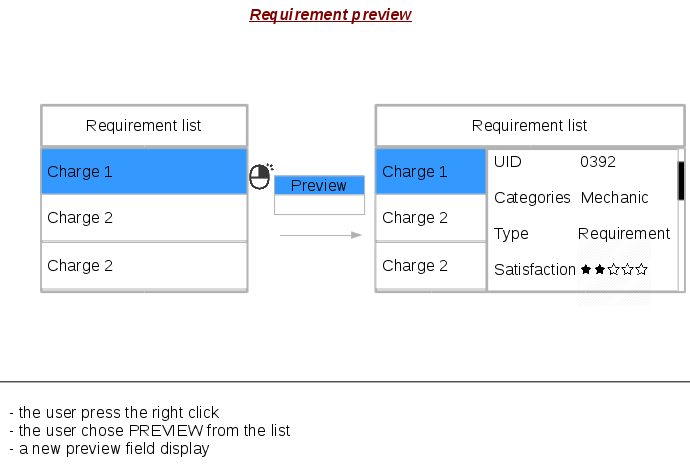 Requirement preview
Requirement list
Charge 1
Charge 2
Charge 2
Preview
Requirement list
Charge 1
Charge 2
Charge 2
UID 0392
Categories Mechanic
Type Requirement
Satisfaction ★★☆☆☆
- the user press the right click
- the user chose PREVIEW from the list
- a new preview field display